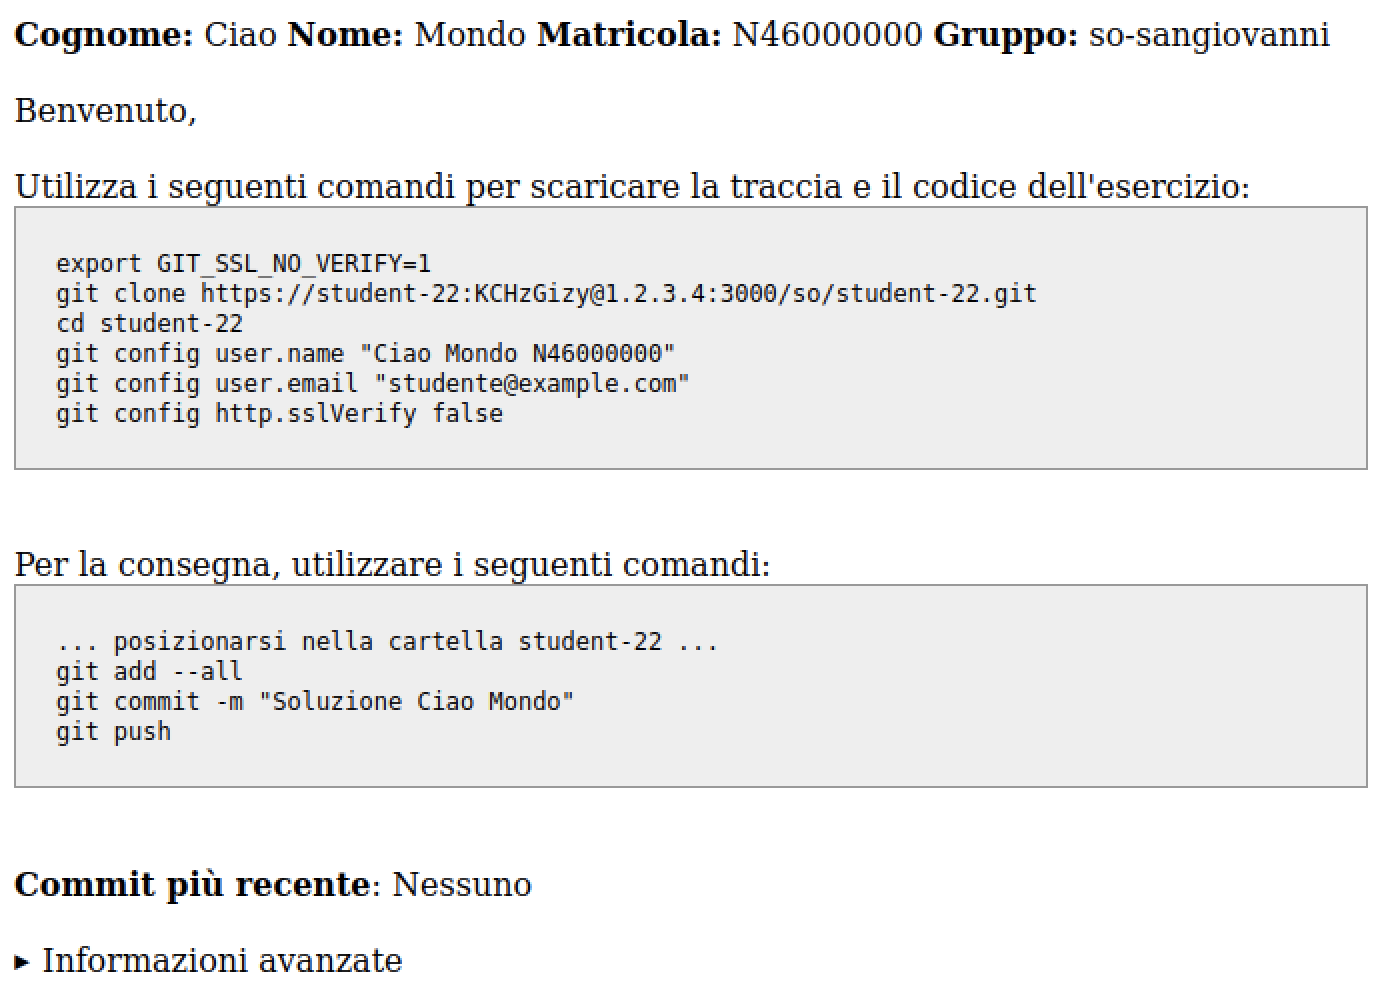 Cognome: Ciao Nome: Mondo Matricola: N46000000 Gruppo: so-sangiovanni
Benvenuto,
Utilizza i seguenti comandi per scaricare la traccia e il codice dell'esercizio:
export GIT_SSL_NO_VERIFY=1
git clone https://student-22:KCHzGizy@1.2.3.4:3000/so/student-22.git
cd student-22
git config user.name "Ciao Mondo N46000000"
git config user.email "studente@example.com"
git config http.sslVerify false
Per la consegna, utilizzare i seguenti comandi:
... posizionarsi nella cartella student-22 ...
git add --all
git commit -m "Soluzione Ciao Mondo"
git push
Commit più recente: Nessuno
▸ Informazioni avanzate